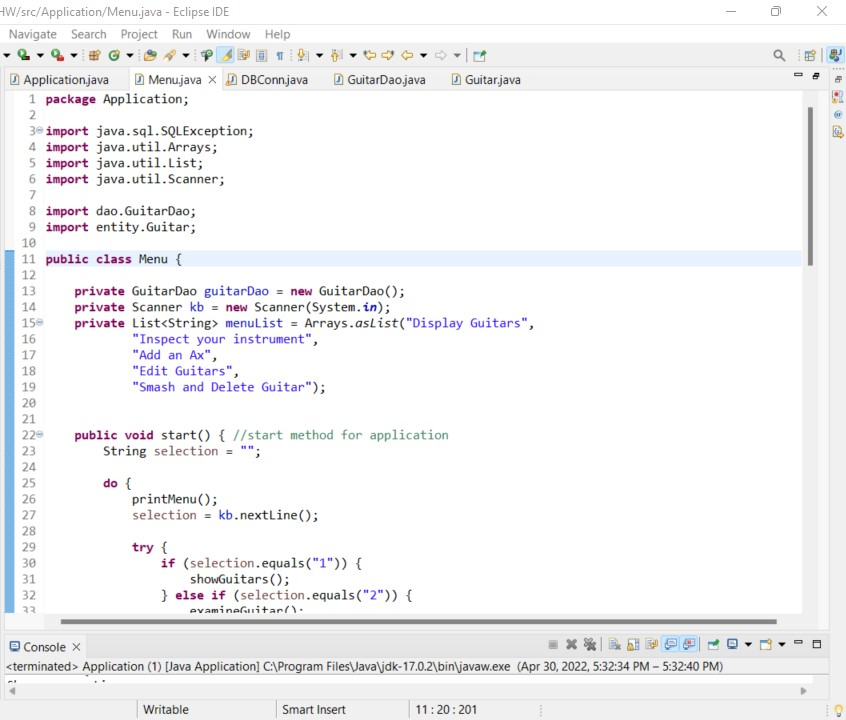 HW/src/Application/Menu.java - Eclipse IDE
Navigate Search Project Run Window Help
Application.java Menu.java DBConn.java GuitarDao.java Guitar.java
1 package Application;
2
3 import java.sql.SQLException;
4 import java.util.Arrays;
5 import java.util.List;
6 import java.util.Scanner;
7
8 import dao.GuitarDao;
9 import entity.Guitar;
10
11 public class Menu {
12
13 private GuitarDao guitarDao = new GuitarDao();
14 private Scanner kb = new Scanner(System.in);
15 private List<String> menuList = Arrays.asList("Display Guitars",
16 "Inspect your instrument",
17 "Add an Ax",
18 "Edit Guitars",
19 "Smash and Delete Guitar");
20
21
22 public void start() { //start method for application
23 String selection = "";
24
25 do {
26 printMenu();
27 selection = kb.nextLine();
28
29 try {
30 if (selection.equals("1")) {
31 showGuitars();
32 } else if (selection.equals("2")) {
33 examineGuitar();
Console
<terminated> Application (1) [Java Application] C:\Program Files\Java\jdk-17.0.2\bin\javaw.exe (Apr 30, 2022, 5:32:34 PM – 5:32:40 PM)
Writable Smart Insert 11 : 20 : 201